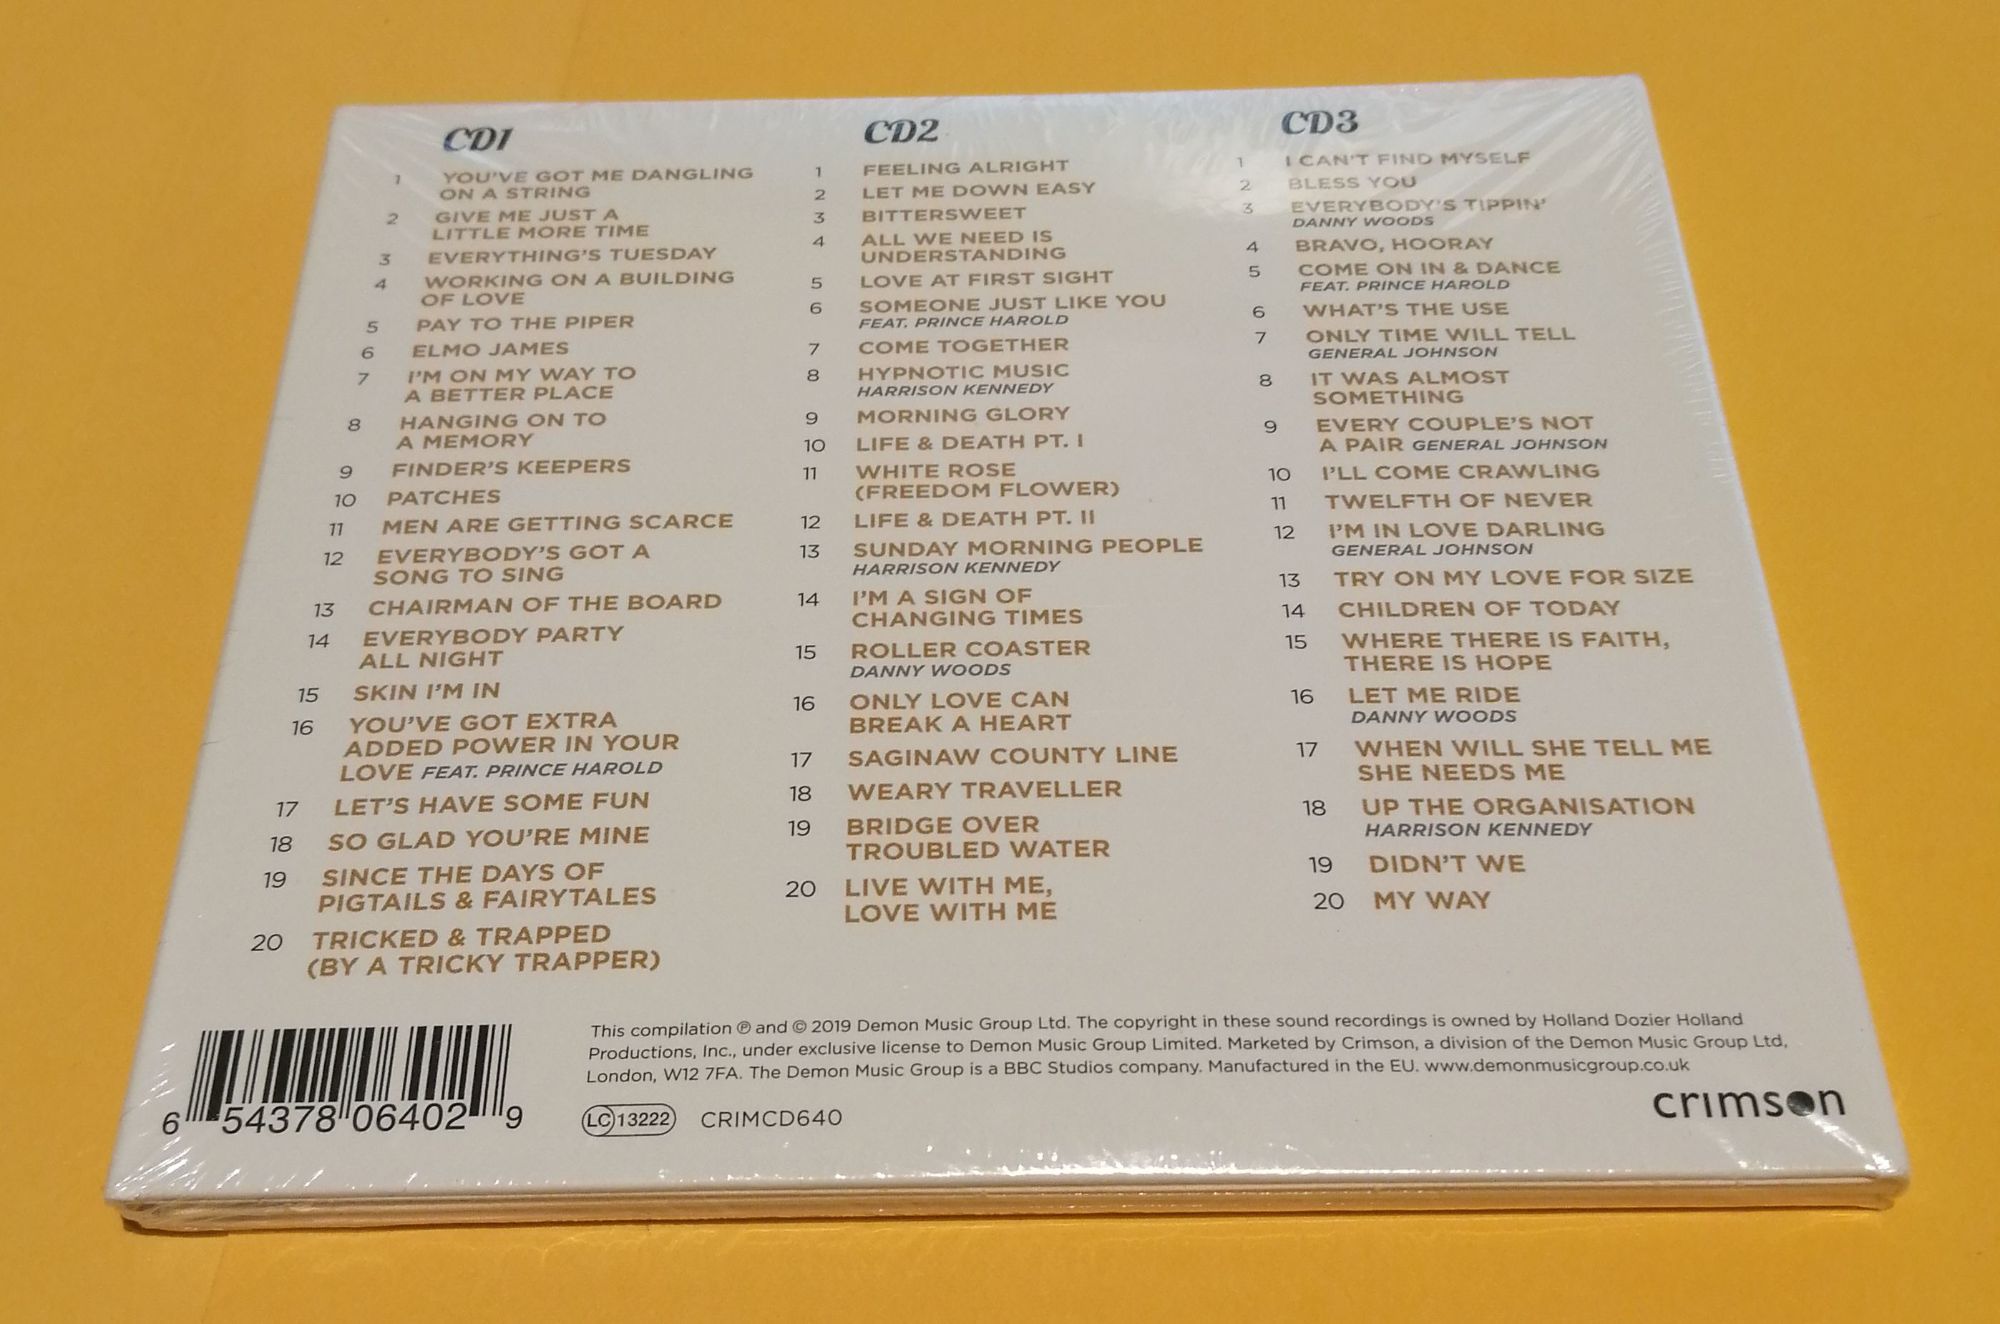 CD1
1 YOU'VE GOT ME DANGLING
ON A STRING
2 GIVE ME JUST A
LITTLE MORE TIME
3 EVERYTHING'S TUESDAY
4 WORKING ON A BUILDING
OF LOVE
5 PAY TO THE PIPER
6 ELMO JAMES
7 I'M ON MY WAY TO
A BETTER PLACE
8 HANGING ON TO
A MEMORY
9 FINDER'S KEEPERS
10 PATCHES
11 MEN ARE GETTING SCARCE
12 EVERYBODY'S GOT A
SONG TO SING
13 CHAIRMAN OF THE BOARD
14 EVERYBODY PARTY
ALL NIGHT
15 SKIN I'M IN
16 YOU'VE GOT EXTRA
ADDED POWER IN YOUR
LOVE FEAT. PRINCE HAROLD
17 LET'S HAVE SOME FUN
18 SO GLAD YOU'RE MINE
19 SINCE THE DAYS OF
PIGTAILS & FAIRYTALES
20 TRICKED & TRAPPED
(BY A TRICKY TRAPPER)
CD2
1 FEELING ALRIGHT
2 LET ME DOWN EASY
3 BITTERSWEET
4 ALL WE NEED IS
UNDERSTANDING
5 LOVE AT FIRST SIGHT
6 SOMEONE JUST LIKE YOU
FEAT. PRINCE HAROLD
7 COME TOGETHER
8 HYPNOTIC MUSIC
HARRISON KENNEDY
9 MORNING GLORY
10 LIFE & DEATH PT. I
11 WHITE ROSE
(FREEDOM FLOWER)
12 LIFE & DEATH PT. II
13 SUNDAY MORNING PEOPLE
HARRISON KENNEDY
14 I'M A SIGN OF
CHANGING TIMES
15 ROLLER COASTER
DANNY WOODS
16 ONLY LOVE CAN
BREAK A HEART
17 SAGINAW COUNTY LINE
18 WEARY TRAVELLER
19 BRIDGE OVER
TROUBLED WATER
20 LIVE WITH ME,
LOVE WITH ME
CD3
1 I CAN'T FIND MYSELF
2 BLESS YOU
3 EVERYBODY'S TIPPIN'
DANNY WOODS
4 BRAVO, HOORAY
5 COME ON IN & DANCE
FEAT. PRINCE HAROLD
6 WHAT'S THE USE
7 ONLY TIME WILL TELL
GENERAL JOHNSON
8 IT WAS ALMOST
SOMETHING
9 EVERY COUPLE'S NOT
A PAIR GENERAL JOHNSON
10 I'LL COME CRAWLING
11 TWELFTH OF NEVER
12 I'M IN LOVE DARLING
GENERAL JOHNSON
13 TRY ON MY LOVE FOR SIZE
14 CHILDREN OF TODAY
15 WHERE THERE IS FAITH,
THERE IS HOPE
16 LET ME RIDE
DANNY WOODS
17 WHEN WILL SHE TELL ME
SHE NEEDS ME
18 UP THE ORGANISATION
HARRISON KENNEDY
19 DIDN'T WE
20 MY WAY
This compilation ℗ and © 2019 Demon Music Group Ltd. The copyright in these sound recordings is owned by Holland Dozier Holland
Productions, Inc., under exclusive license to Demon Music Group Limited. Marketed by Crimson, a division of the Demon Music Group Ltd,
London, W12 7FA. The Demon Music Group is a BBC Studios company. Manufactured in the EU. www.demonmusicgroup.co.uk
6 54378 06402 9
LC 13222 CRIMCD640
crimson